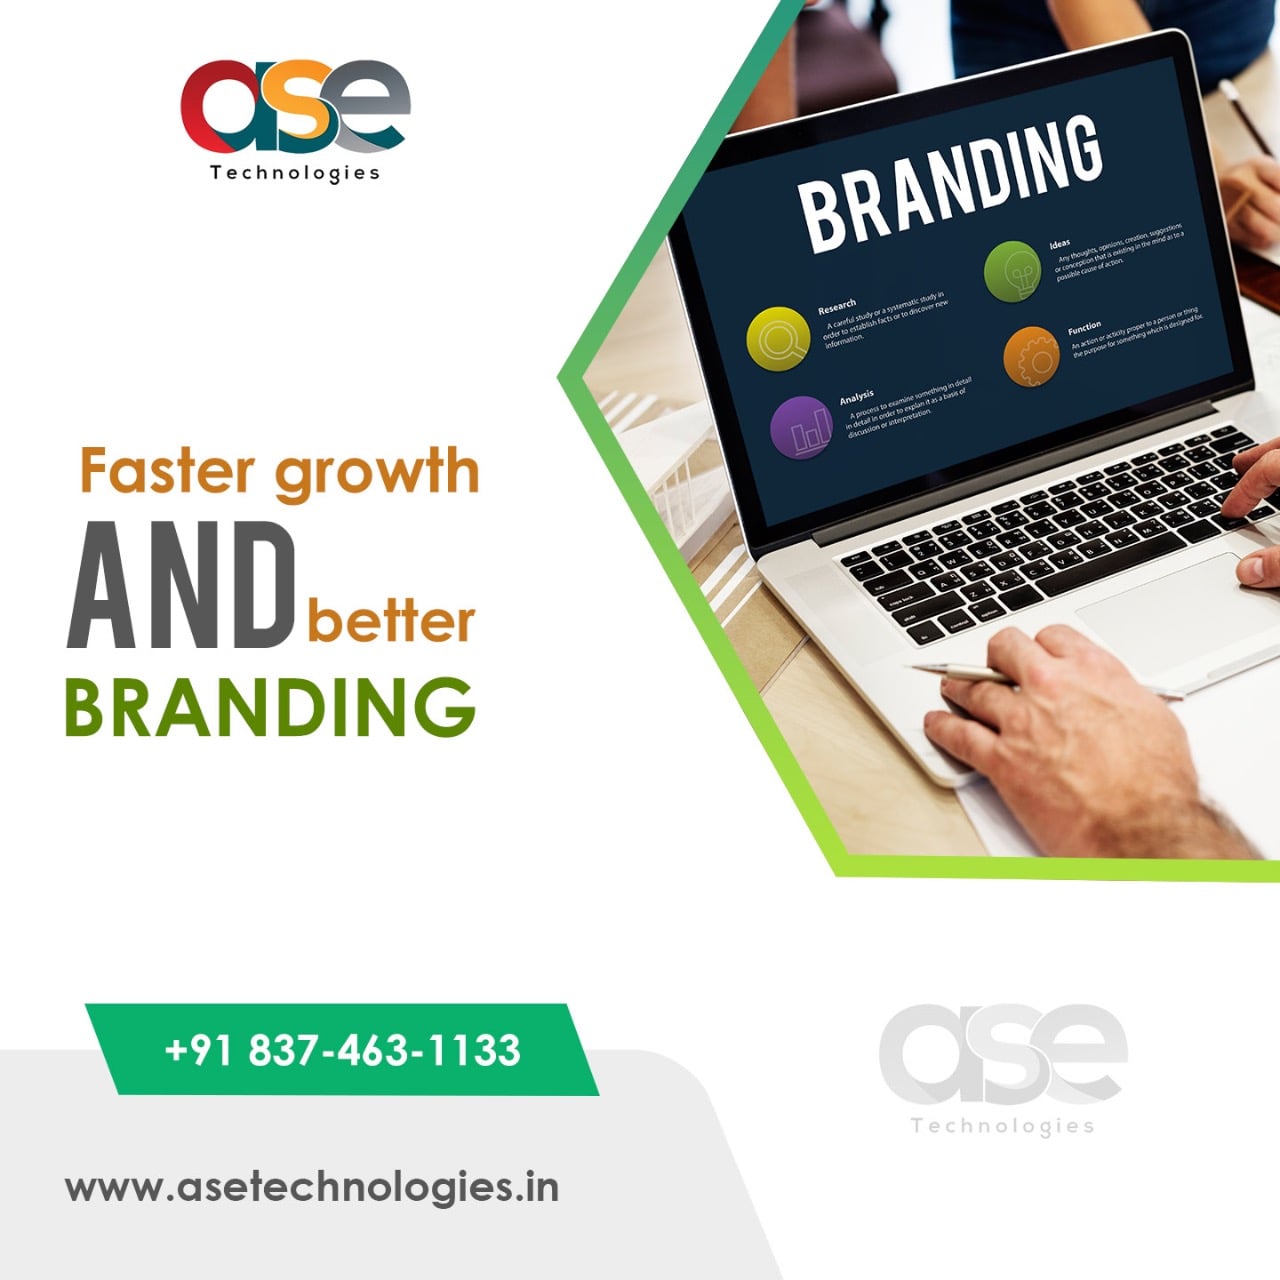 ase
Technologies
BRANDING
Ideas
Any thoughts, opinions, creation, suggestions
or conception that is existing in the mind as to a
possible cause of action.
Research
A careful study or a systematic study in
order to establish facts or to discover new
information.
Function
An action or acticity proper to a person or thing
the purpose for something which is designed for.
Analysis
A process to examine something in detail
in detail in order to explan it as a basis of
discussion or interpretation.
Faster growth
AND better
BRANDING
+91 837-463-1133
ase
Technologies
www.asetechnologies.in